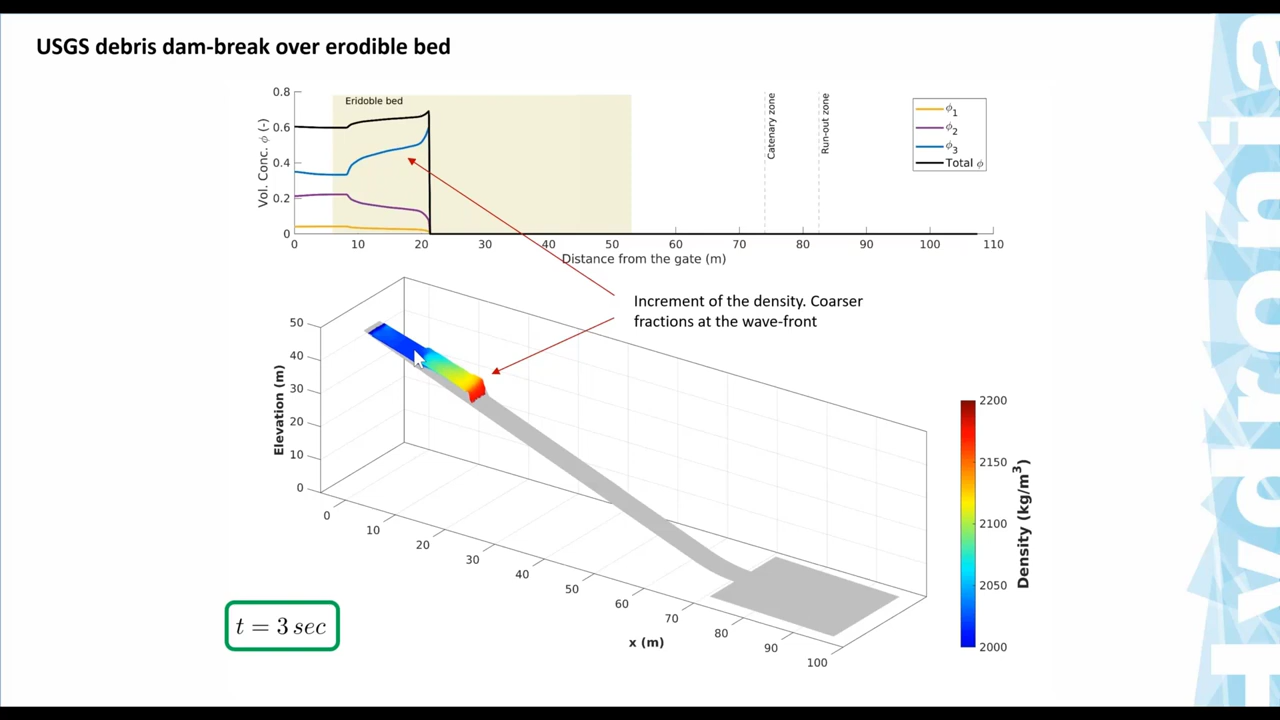 USGS debris dam-break over erodible bed
Eridoble bed
Vol. Conc. ϕ (-)
0.8
0.6
0.4
0.2
0
0 10 20 30 40 50 60 70 80 90 100 110
Distance from the gate (m)
Catenary zone
Run-out zone
ϕ1
ϕ2
ϕ3
Total ϕ
Increment of the density. Coarser
fractions at the wave-front
Elevation (m)
50
40
30
20
10
0
0 10 20 30 40 50 60 70 80 90 100
x (m)
2200
2150
2100
2050
2000
Density (kg/m³)
t = 3 sec
Hydronia